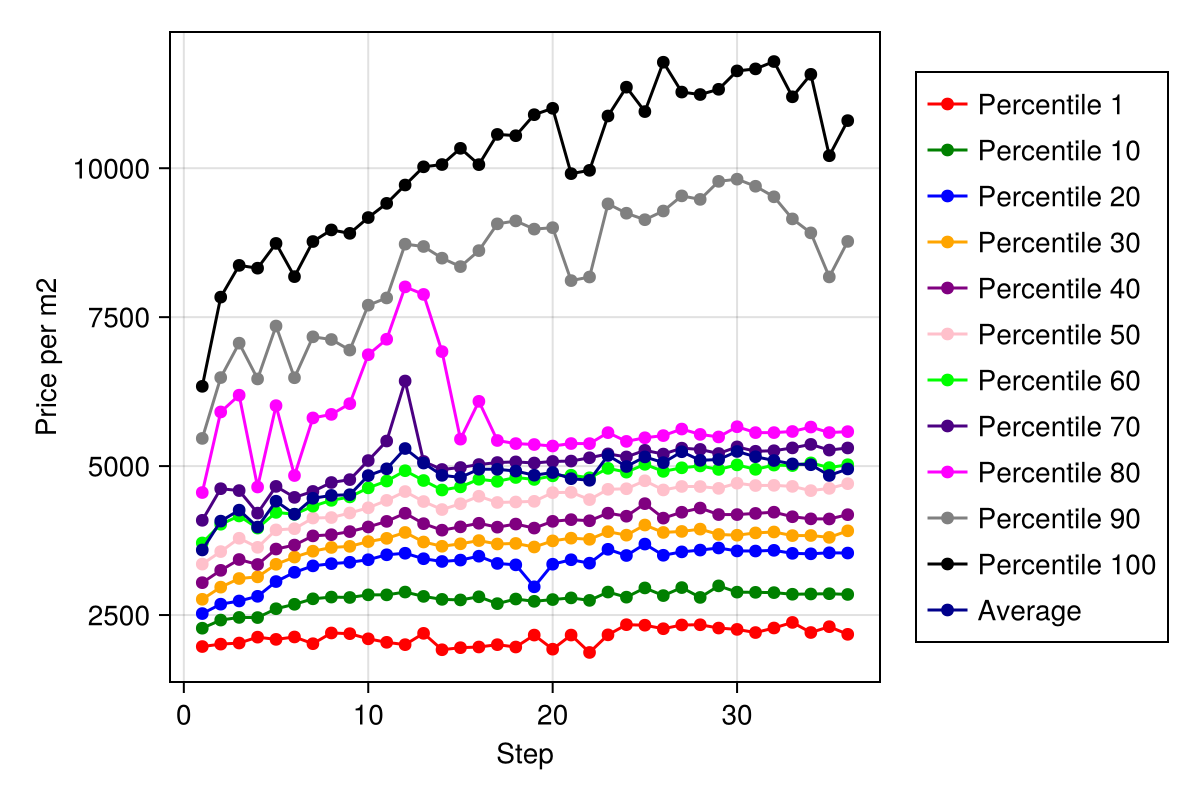 10000
7500
5000
2500
Price per m2
0 10 20 30
Step
Percentile 1
Percentile 10
Percentile 20
Percentile 30
Percentile 40
Percentile 50
Percentile 60
Percentile 70
Percentile 80
Percentile 90
Percentile 100
Average